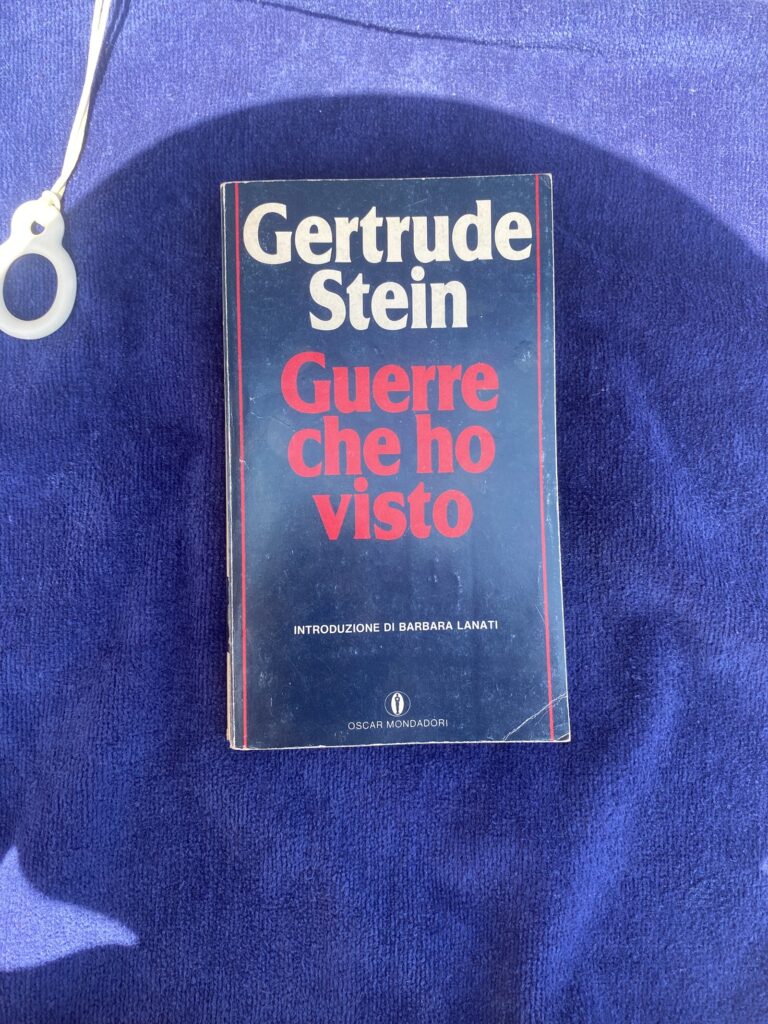 Gertrude
Stein
Guerre
che ho
visto
INTRODUZIONE DI BARBARA LANATI
OSCAR MONDADORI